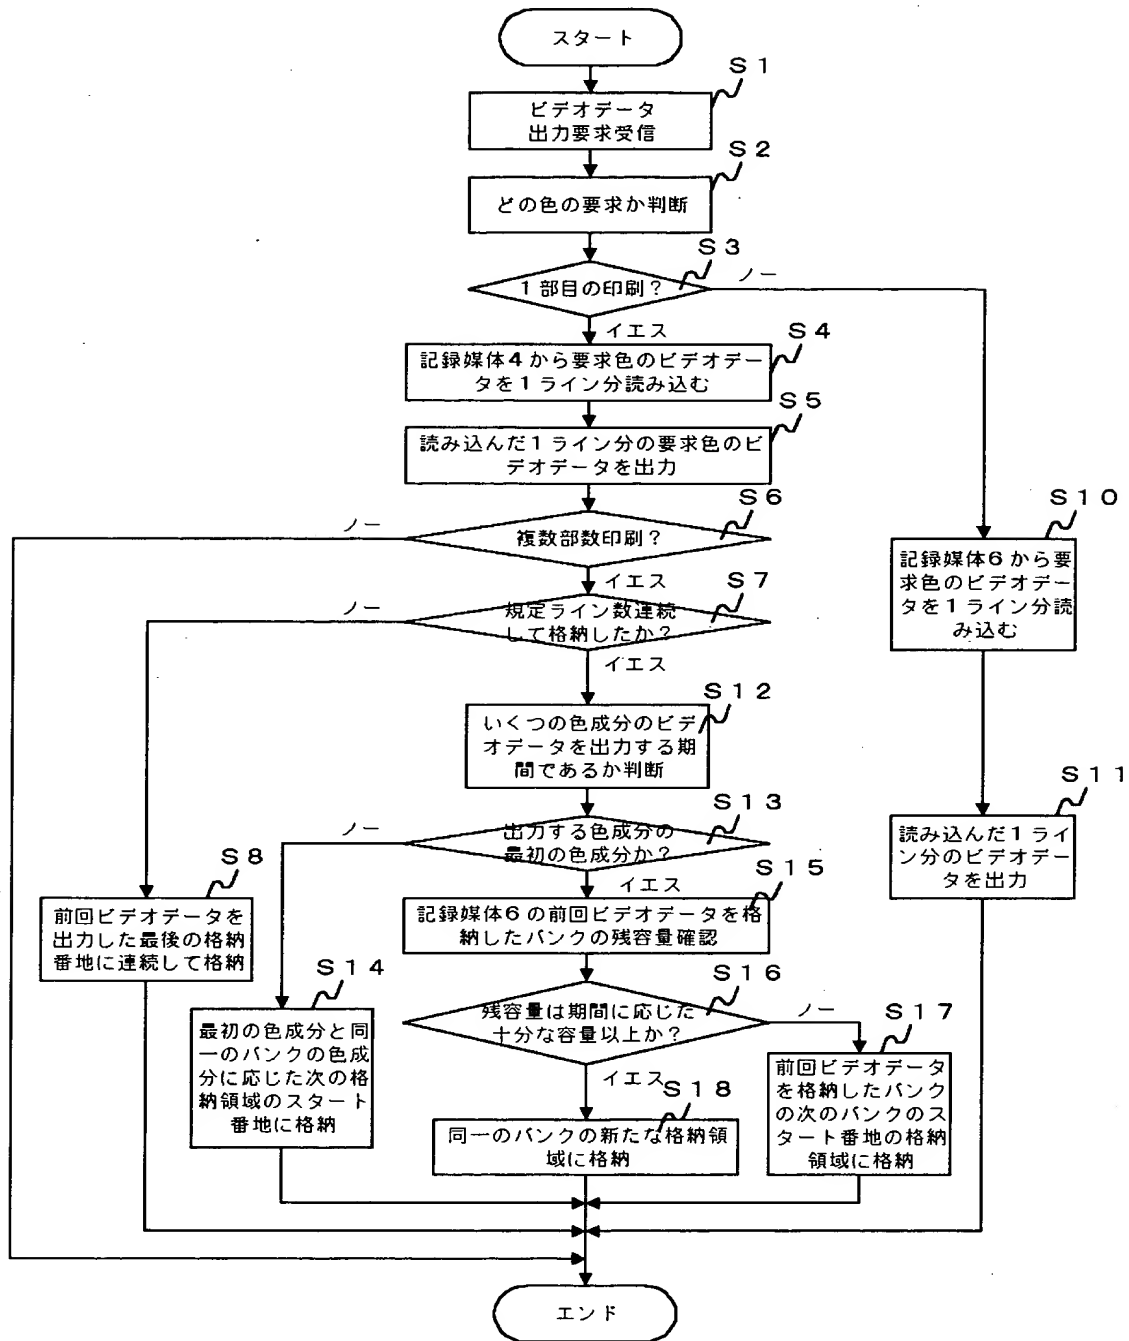 スタート
S1
ビデオデータ
出力要求受信
S2
どの色の要求か判断
S3
1部目の印刷?
ノー
イエス
S4
記録媒体4から要求色のビデオデー
タを1ライン分読み込む
S5
読み込んだ1ライン分の要求色のビ
デオデータを出力
S6
複数部数印刷?
ノー
イエス
S7
規定ライン数連続
して格納したか?
ノー
イエス
S10
記録媒体6から要
求色のビデオデー
タを1ライン分読
み込む
S12
いくつの色成分のビデ
オデータを出力する期
間であるか判断
S11
読み込んだ1ライ
ン分のビデオデー
タを出力
S13
出力する色成分の
最初の色成分か?
ノー
イエス
S8
前回ビデオデータを
出力した最後の格納
番地に連続して格納
S15
記録媒体6の前回ビデオデータを格
納したバンクの残容量確認
S14
最初の色成分と同
一のバンクの色成
分に応じた次の格
納領域のスタート
番地に格納
S16
残容量は期間に応じた
十分な容量以上か?
ノー
イエス
S17
前回ビデオデータ
を格納したバンク
の次のバンクのス
タート番地の格納
領域に格納
S18
同一のバンクの新たな格納領
域に格納
エンド